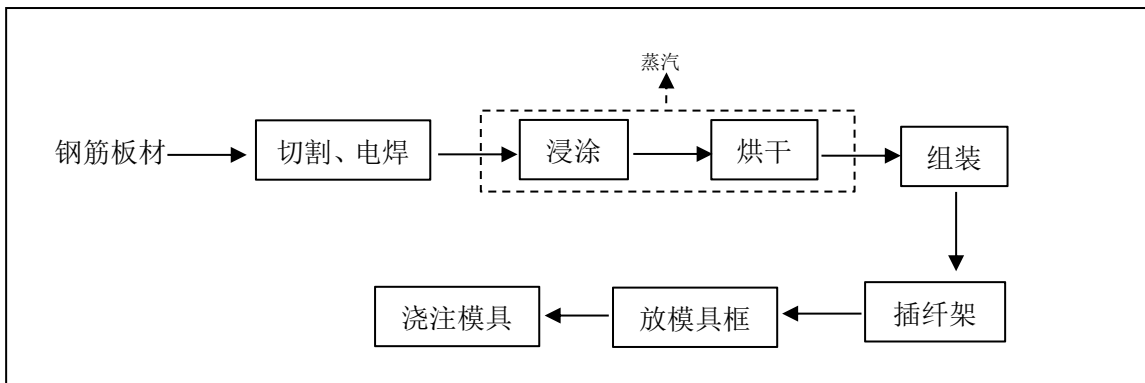 蒸汽
钢筋板材
切割、电焊
浸涂
烘干
组装
浇注模具
放模具框
插纤架